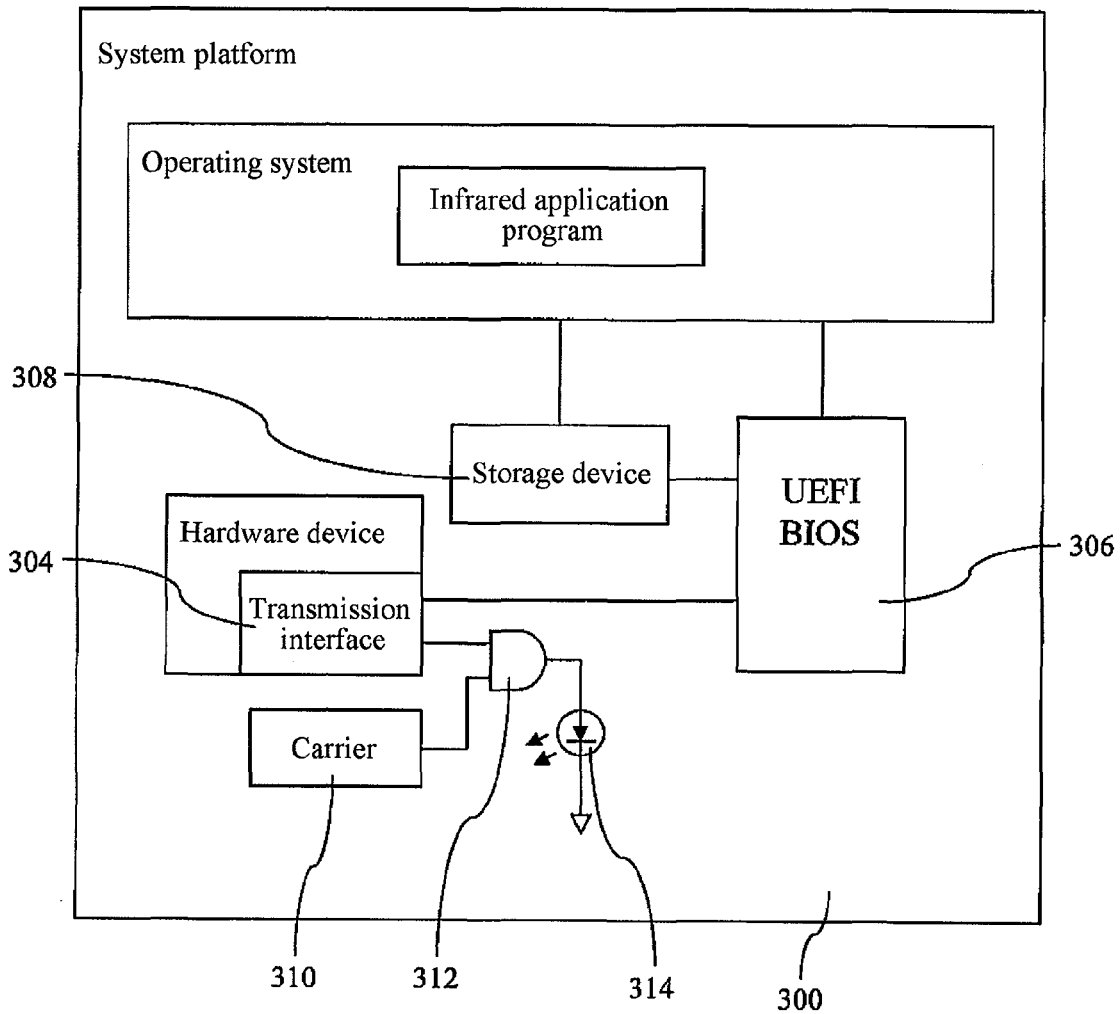 System platform
Operating system
Infrared application
program
308
Storage device
UEFI
BIOS
Hardware device
304
306
Transmission
interface
Carrier
310
312
314
300